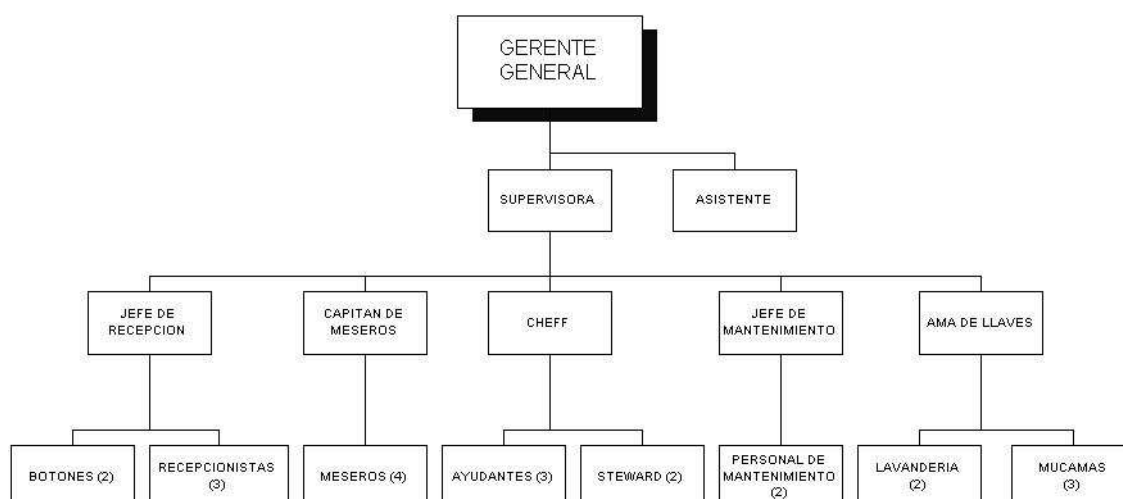 GERENTE
GENERAL
SUPERVISORA
ASISTENTE
JEFE DE
RECEPCION
CAPITAN DE
MESEROS
CHEFF
JEFE DE
MANTENIMIENTO
AMA DE LLAVES
BOTONES (2)
RECEPCIONISTAS
(3)
MESEROS (4)
AYUDANTES (3)
STEWARD (2)
PERSONAL DE
MANTENIMIENTO
(2)
LAVANDERIA
(2)
MUCAMAS
(3)